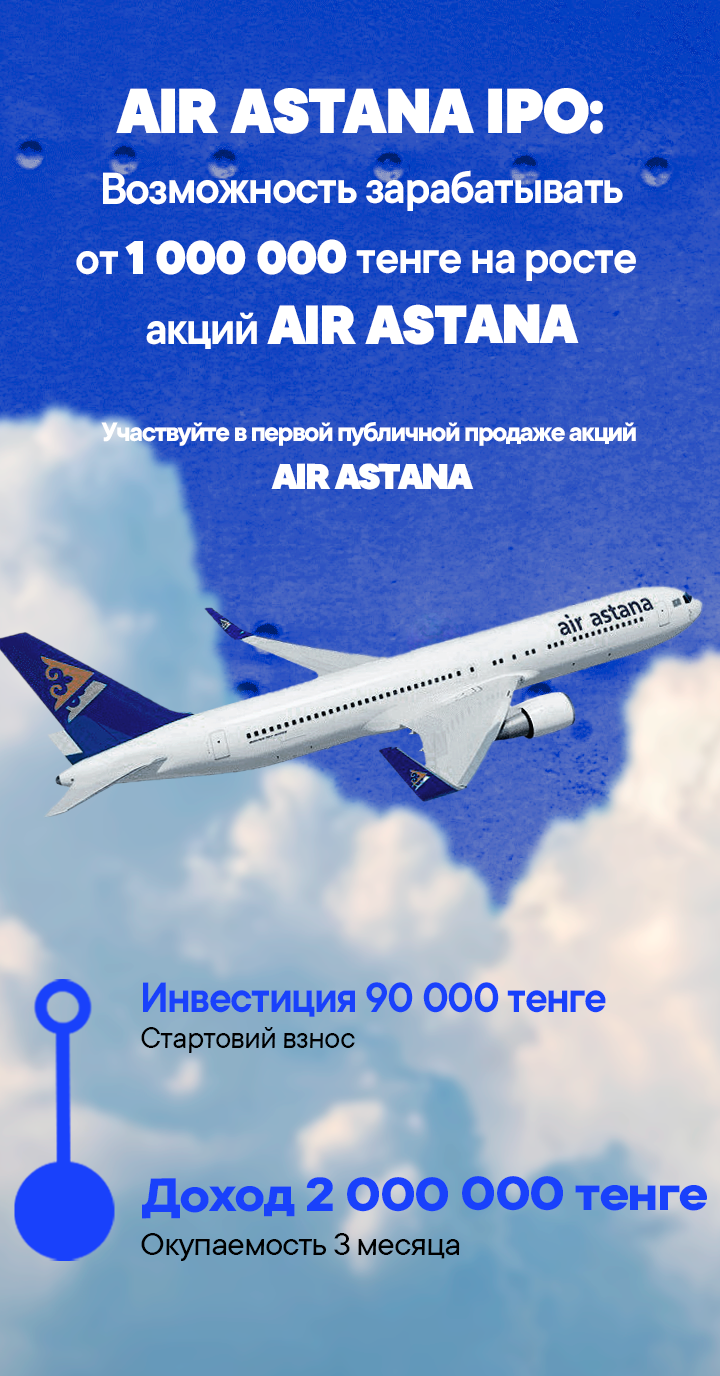 AIR ASTANA IPO:
Возможность зарабатывать
от 1 000 000 тенге на росте
акций AIR ASTANA
Участвуйте в первой публичной продаже акций
AIR ASTANA
air astana
Инвестиция 90 000 тенге
Стартовий взнос
Доход 2 000 000 тенге
Окупаемость 3 месяца